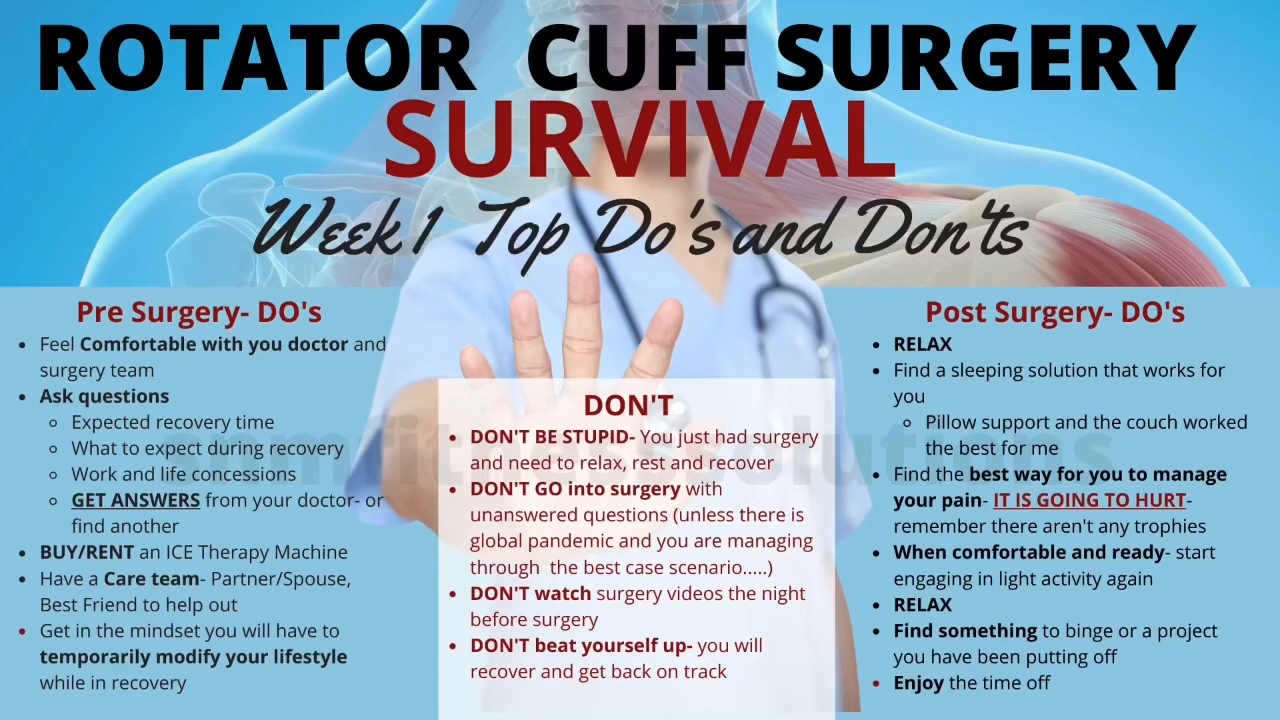 ROTATOR CUFF SURGERY
SURVIVAL
Week 1 Top Do's and Don'ts
Pre Surgery- DO's
• Feel Comfortable with you doctor and
surgery team
• Ask questions
◦ Expected recovery time
◦ What to expect during recovery
◦ Work and life concessions
◦ GET ANSWERS from your doctor- or
find another
• BUY/RENT an ICE Therapy Machine
• Have a Care team- Partner/Spouse,
Best Friend to help out
• Get in the mindset you will have to
temporarily modify your lifestyle
while in recovery
DON'T
• DON'T BE STUPID- You just had surgery
and need to relax, rest and recover
• DON'T GO into surgery with
unanswered questions (unless there is
global pandemic and you are managing
through the best case scenario.....)
• DON'T watch surgery videos the night
before surgery
• DON'T beat yourself up- you will
recover and get back on track
Post Surgery- DO's
• RELAX
• Find a sleeping solution that works for
you
◦ Pillow support and the couch worked
the best for me
• Find the best way for you to manage
your pain- IT IS GOING TO HURT-
remember there aren't any trophies
• When comfortable and ready- start
engaging in light activity again
• RELAX
• Find something to binge or a project
you have been putting off
• Enjoy the time off